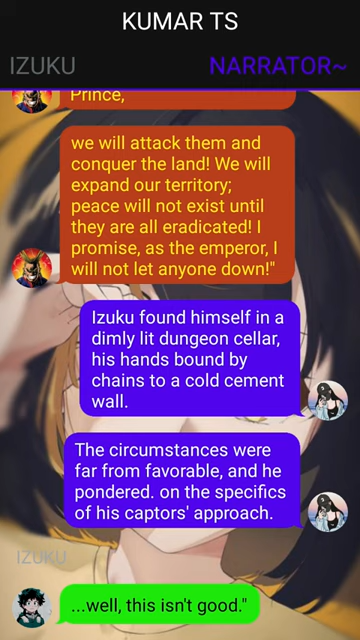 KUMAR TS
IZUKU
NARRATOR~
Prince,
we will attack them and
conquer the land! We will
expand our territory;
peace will not exist until
they are all eradicated! I
promise, as the emperor, I
will not let anyone down!"
Izuku found himself in a
dimly lit dungeon cellar,
his hands bound by
chains to a cold cement
wall.
The circumstances were
far from favorable, and he
pondered. on the specifics
of his captors' approach.
IZUKU
...well, this isn't good."